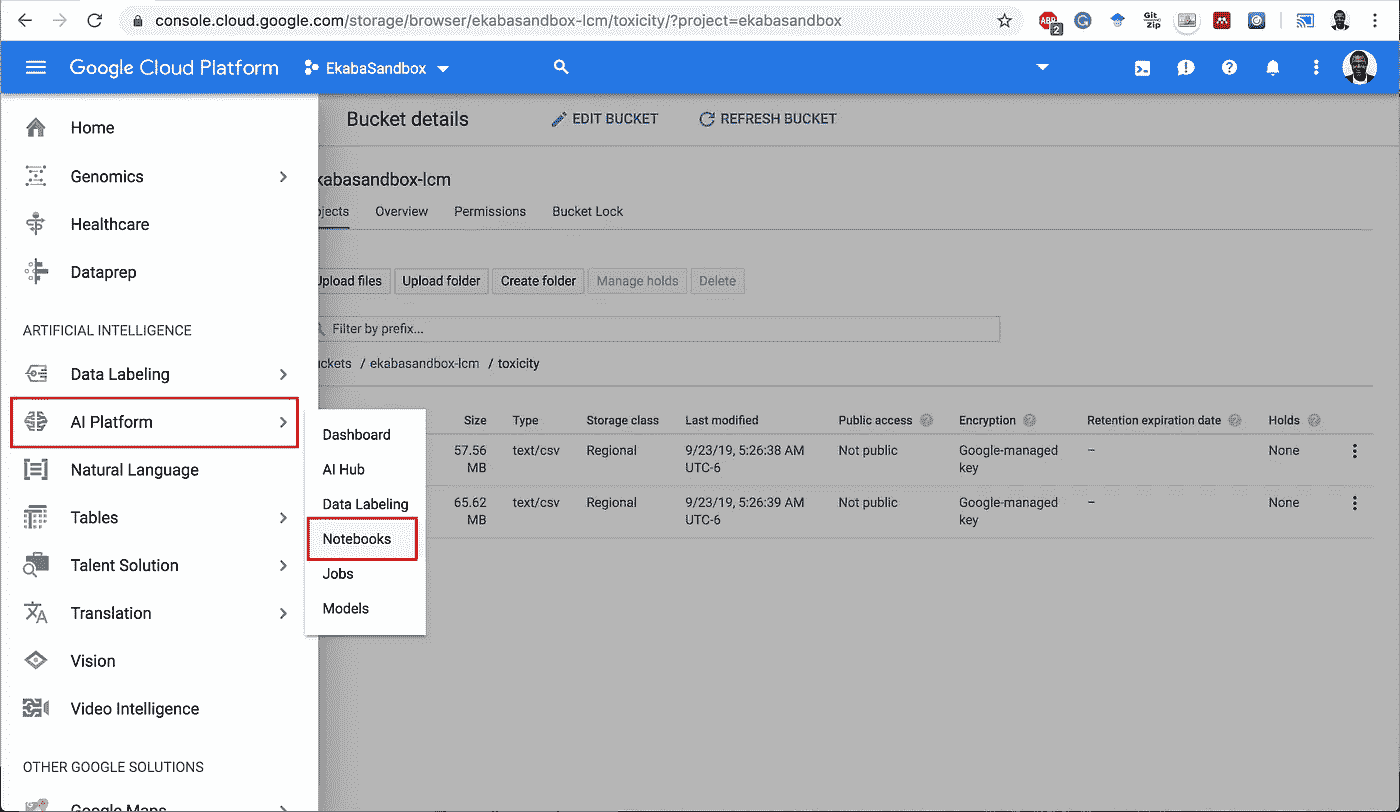 console.cloud.google.com/storage/browser/ekabasandbox-lcm/toxicity/?project=ekabasandbox
ABP
2
G
Git
Zip
Google Cloud Platform
EkabaSandbox
Home
Genomics
Healthcare
Dataprep
ARTIFICIAL INTELLIGENCE
Data Labeling
AI Platform
Natural Language
Tables
Talent Solution
Translation
Vision
Video Intelligence
OTHER GOOGLE SOLUTIONS
Google Maps
Dashboard
AI Hub
Data Labeling
Notebooks
Jobs
Models
Bucket details
EDIT BUCKET
REFRESH BUCKET
kabasandbox-lcm
bjects Overview Permissions Bucket Lock
Upload files Upload folder Create folder Manage holds Delete
Filter by prefix...
uckets / ekabasandbox-lcm / toxicity
Size Type Storage class Last modified Public access Encryption Retention expiration date Holds
57.56 text/csv Regional 9/23/19, 5:26:38 AM Not public Google-managed – None
MB UTC-6 key
65.62 text/csv Regional 9/23/19, 5:26:39 AM Not public Google-managed – None
MB UTC-6 key